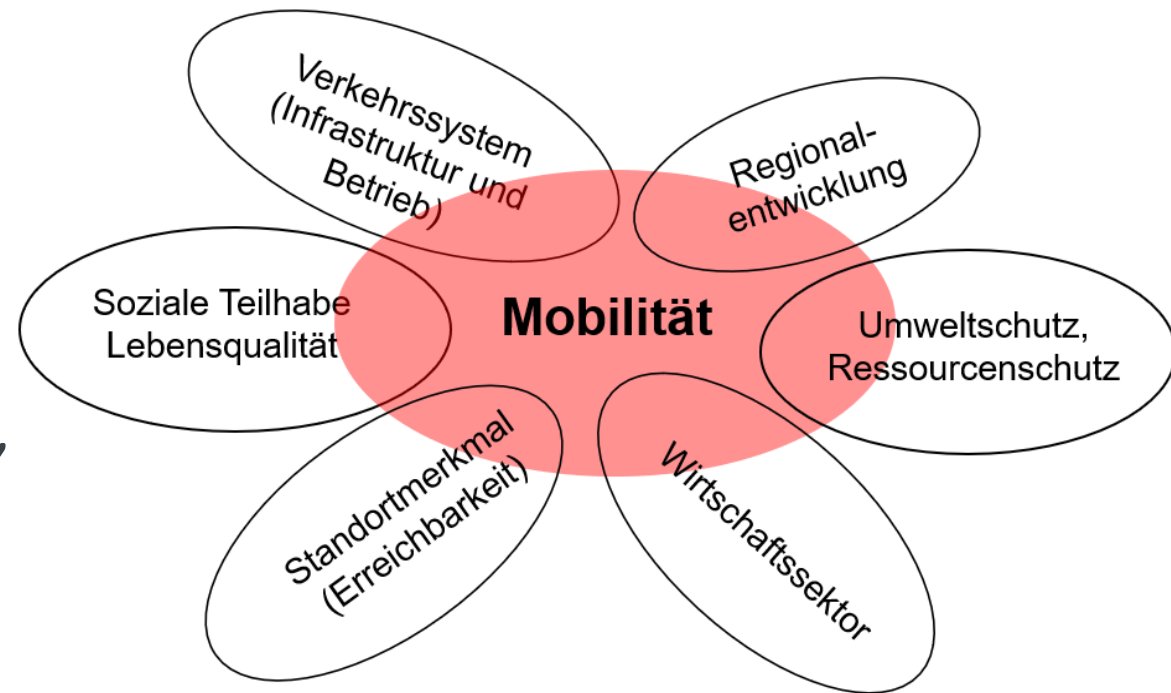 Verkehrssystem
(Infrastruktur und
Betrieb)
Regional-
entwicklung
Soziale Teilhabe
Lebensqualität
Mobilität
Umweltschutz,
Ressourcenschutz
Standortmerkmal
(Erreichbarkeit)
Wirtschaftssektor